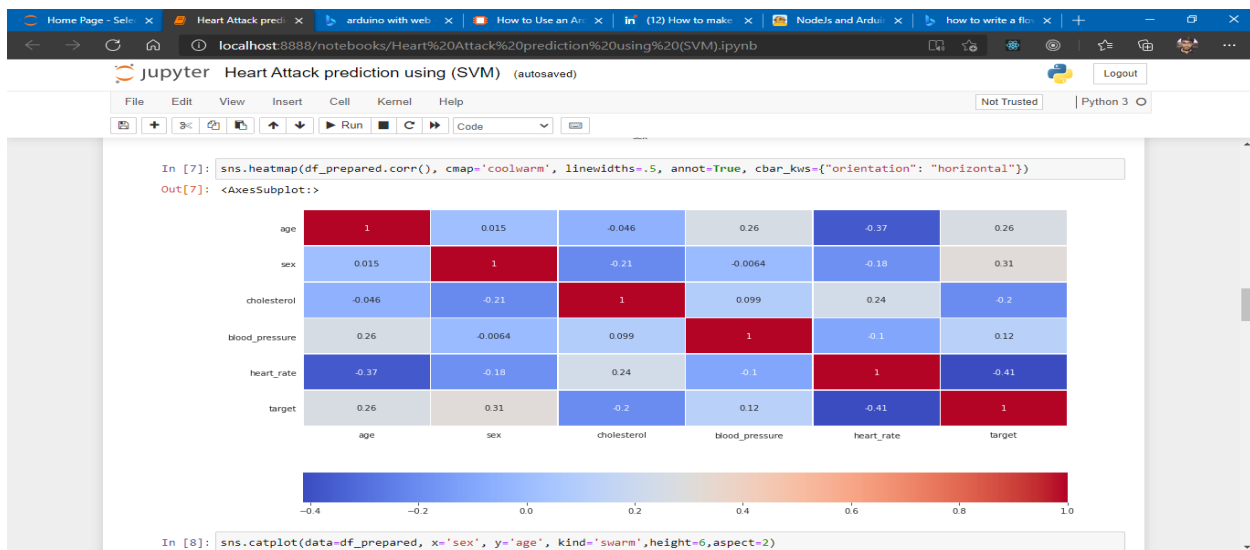 Home Page - Sele
Heart Attack predi
arduino with web
How to Use an Arc
(12) How to make
NodeJs and Arduir
how to write a flov
localhost:8888/notebooks/Heart%20Attack%20prediction%20using%20(SVM).ipynb
jupyter Heart Attack prediction using (SVM) (autosaved)
Logout
File Edit View Insert Cell Kernel Help
Not Trusted
Python 3
Run
Code
In [7]: sns.heatmap(df_prepared.corr(), cmap='coolwarm', linewidths=.5, annot=True, cbar_kws={"orientation": "horizontal"})
Out[7]: <AxesSubplot:>
age 1 0.015 -0.046 0.26 -0.37 0.26
sex 0.015 1 -0.21 -0.0064 -0.18 0.31
cholesterol -0.046 -0.21 1 0.099 0.24 -0.2
blood_pressure 0.26 -0.0064 0.099 1 -0.1 0.12
heart_rate -0.37 -0.18 0.24 -0.1 1 -0.41
target 0.26 0.31 -0.2 0.12 -0.41 1
age sex cholesterol blood_pressure heart_rate target
−0.4 −0.2 0.0 0.2 0.4 0.6 0.8 1.0
In [8]: sns.catplot(data=df_prepared, x='sex', y='age', kind='swarm',height=6,aspect=2)